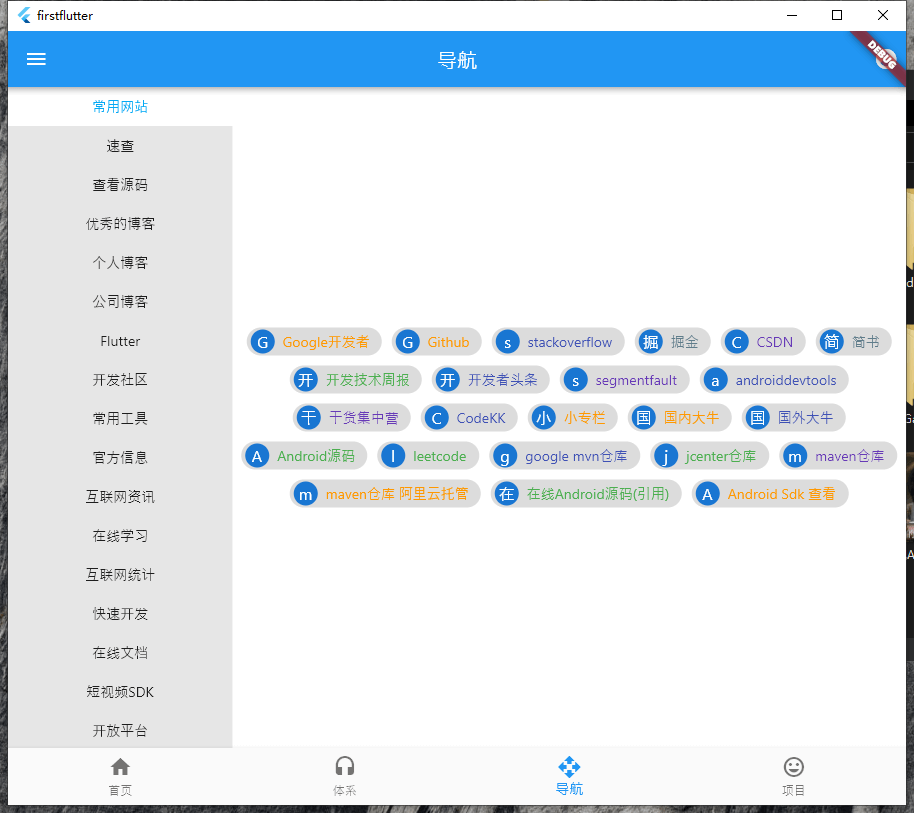 firstflutter
导航
DEBUG
常用网站
速查
查看源码
优秀的博客
个人博客
公司博客
Flutter
开发社区
常用工具
官方信息
互联网资讯
在线学习
互联网统计
快速开发
在线文档
短视频SDK
开放平台
G Google开发者 G Github s stackoverflow 掘 掘金 C CSDN 简 简书
开 开发技术周报 开 开发者头条 s segmentfault a androiddevtools
干 干货集中营 C CodeKK 小 小专栏 国 国内大牛 国 国外大牛
A Android源码 l leetcode g google mvn仓库 j jcenter仓库 m maven仓库
m maven仓库 阿里云托管 在 在线Android源码(引用) A Android Sdk 查看
首页 体系 导航 项目